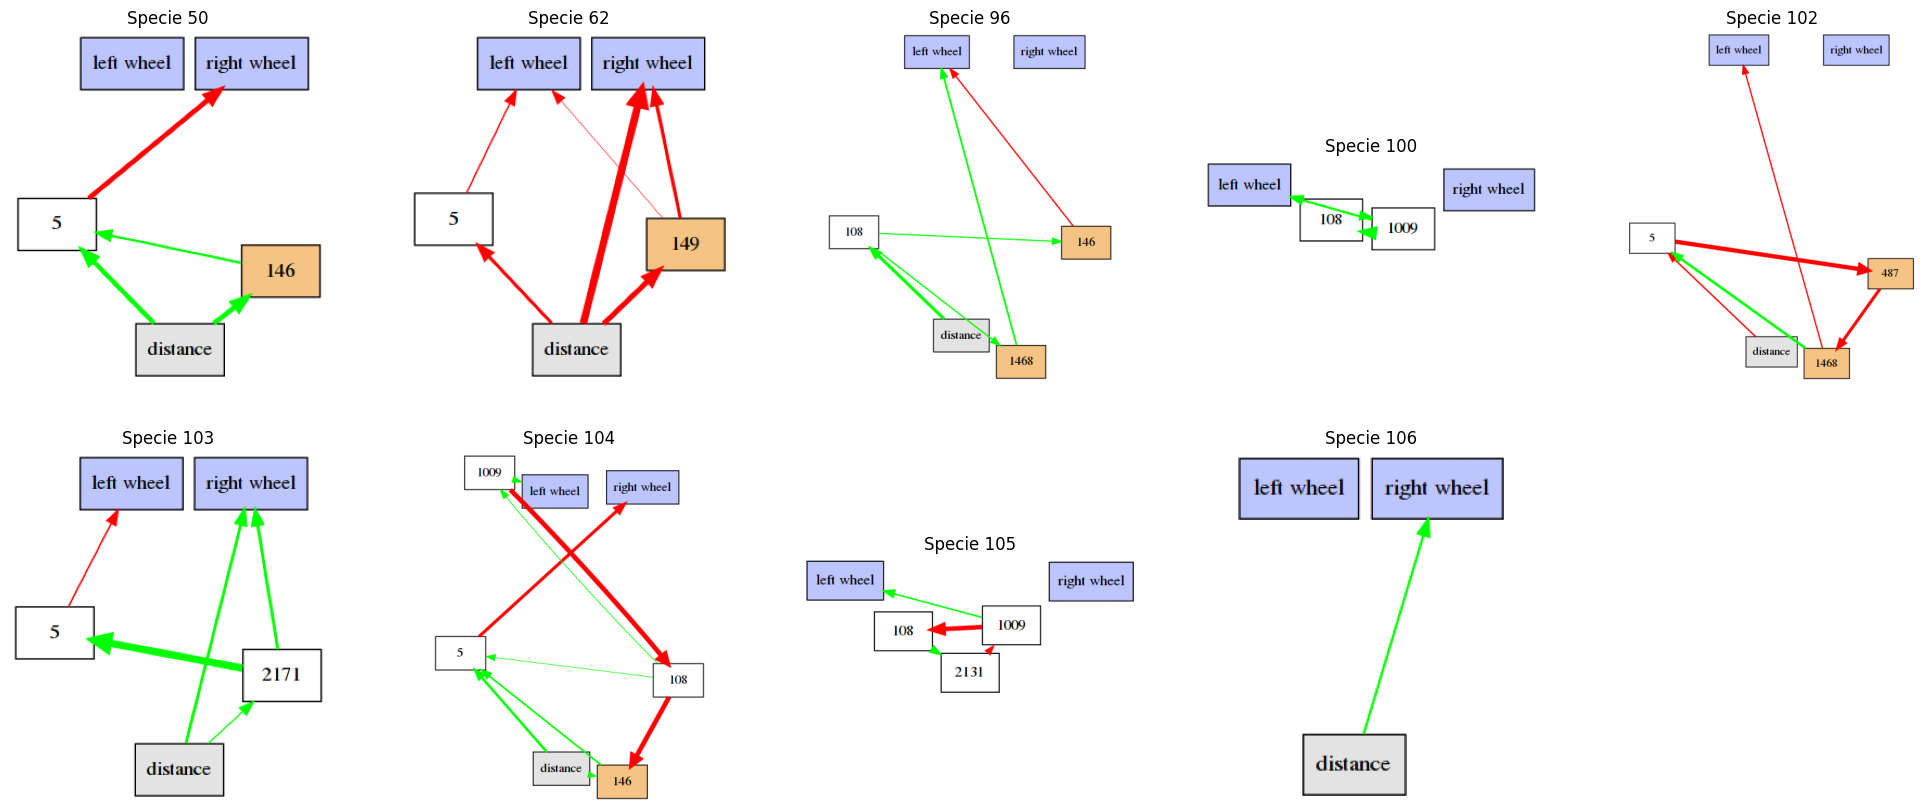 Specie 50
left wheel
right wheel
5
146
distance
Specie 62
left wheel
right wheel
5
149
distance
Specie 96
left wheel
right wheel
108
146
distance
1468
Specie 100
left wheel
right wheel
108
1009
Specie 102
left wheel
right wheel
5
487
distance
1468
Specie 103
left wheel
right wheel
5
2171
distance
Specie 104
1009
left wheel
right wheel
5
108
distance
146
Specie 105
left wheel
right wheel
108
1009
2131
Specie 106
left wheel
right wheel
distance